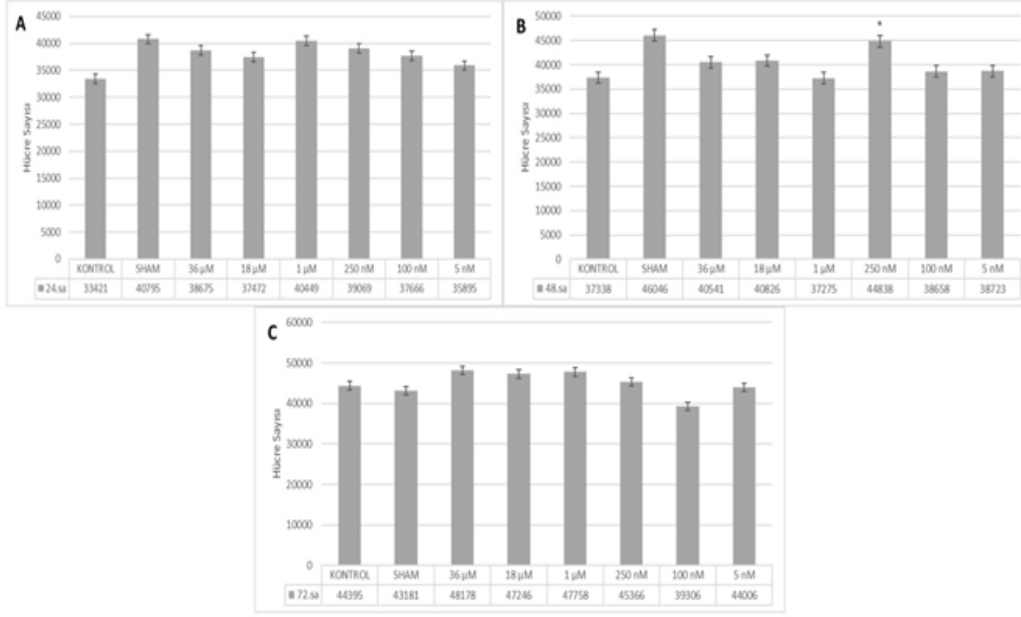 A
45000
40000
35000
30000
25000
20000
15000
10000
5000
0
Hücre Sayısı
KONTROL SHAM 36 µM 18 µM 1 µM 250 nM 100 nM 5 nM
24.sa 33421 40795 38675 37472 40449 39069 37666 35895
B
50000
45000
40000
35000
30000
25000
20000
15000
10000
5000
0
Hücre Sayısı
*
KONTROL SHAM 36 µM 18 µM 1 µM 250 nM 100 nM 5 nM
48.sa 37338 46046 40541 40826 37275 44838 38658 38723
C
60000
50000
40000
30000
20000
10000
0
Hücre Sayısı
KONTROL SHAM 36 µM 18 µM 1 µM 250 nM 100 nM 5 nM
72.sa 44395 43181 48178 47246 47758 45366 39306 44006